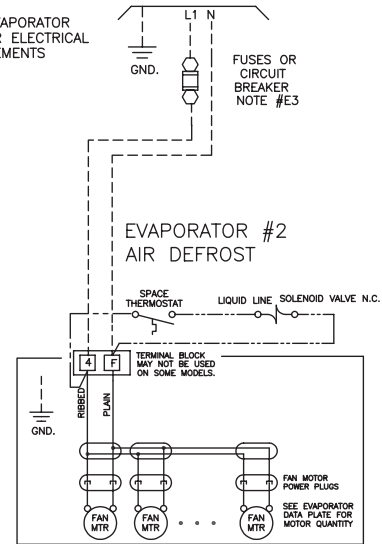 VAPORATOR
R ELECTRICAL
EMENTS
L1 N
GND.
FUSES OR
CIRCUIT
BREAKER
NOTE #E3
EVAPORATOR #2
AIR DEFROST
SPACE
THERMOSTAT
LIQUID LINE SOLENOID VALVE N.C.
4 F
TERMINAL BLOCK
MAY NOT BE USED
ON SOME MODELS.
RIBBED
PLAIN
GND.
FAN MOTOR
POWER PLUGS
SEE EVAPORATOR
DATA PLATE FOR
MOTOR QUANTITY
FAN
MTR
FAN
MTR
FAN
MTR